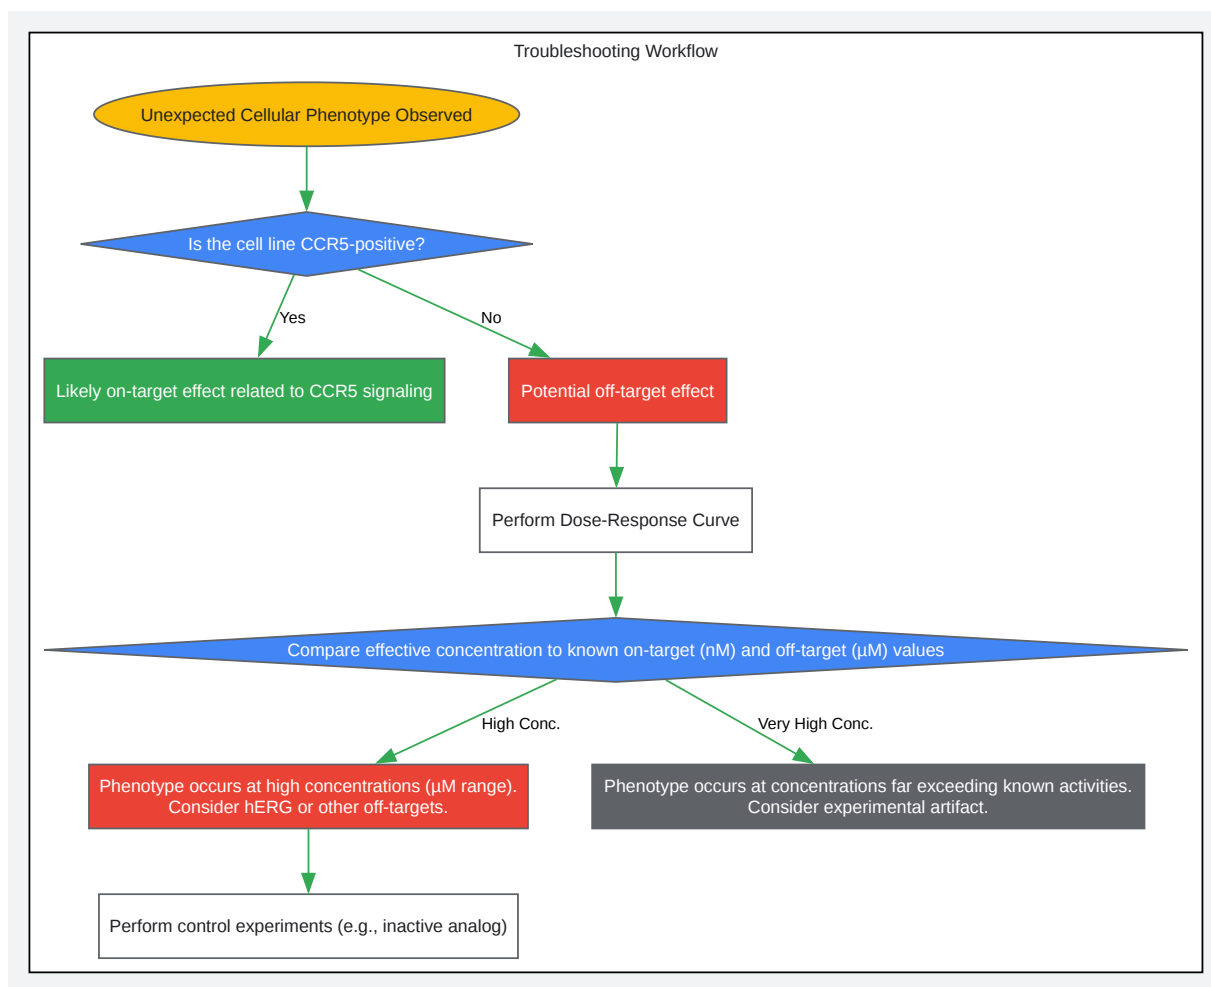 Troubleshooting Workflow
Unexpected Cellular Phenotype Observed
Is the cell line CCR5-positive?
Yes
No
Likely on-target effect related to CCR5 signaling
Potential off-target effect
Perform Dose-Response Curve
Compare effective concentration to known on-target (nM) and off-target (µM) values
High Conc.
Very High Conc.
Phenotype occurs at high concentrations (µM range).
Consider hERG or other off-targets.
Phenotype occurs at concentrations far exceeding known activities.
Consider experimental artifact.
Perform control experiments (e.g., inactive analog)